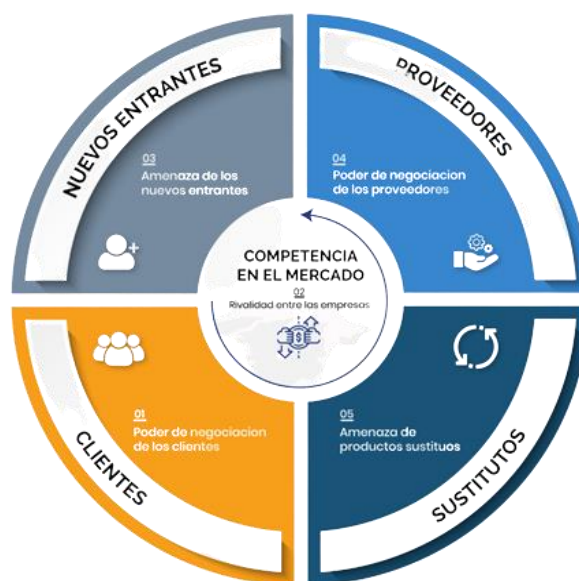 NUEVOS ENTRANTES
03
Amenaza de los
nuevos entrantes
PROVEEDORES
04
Poder de negociacion
de los proveedores
COMPETENCIA
EN EL MERCADO
02
Rivalidad entre las empresas
$
01
Poder de negociacion
de los clientes
CLIENTES
05
Amenaza de
productos sustituos
SUSTITUTOS